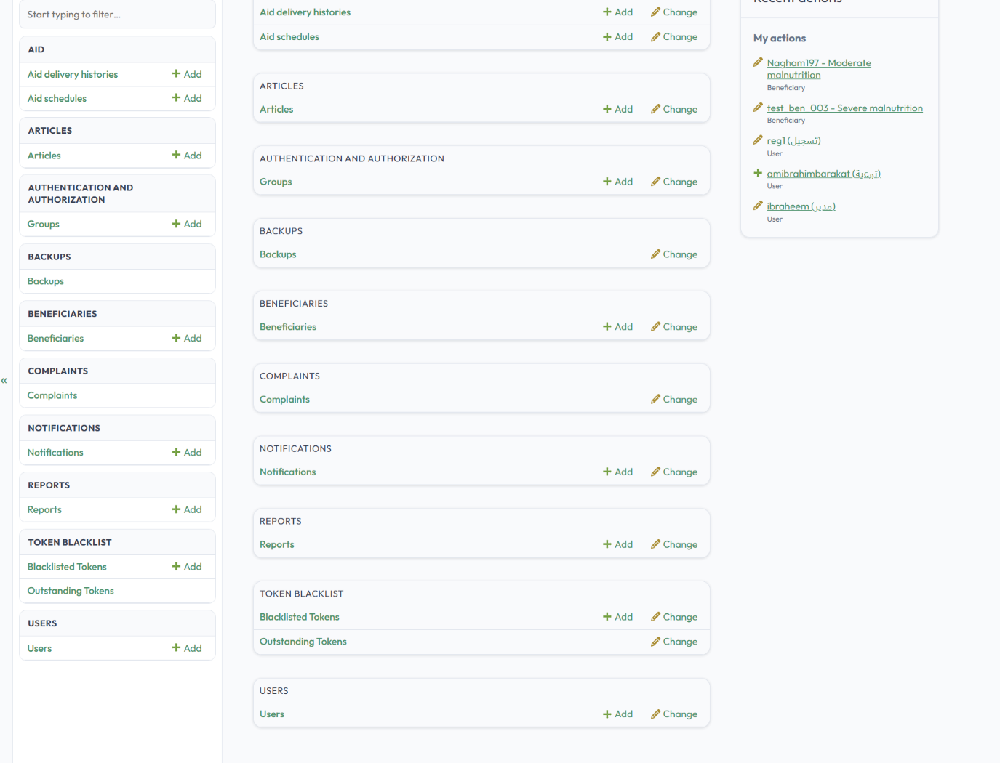 Start typing to filter...
AID
Aid delivery histories + Add
Aid schedules + Add
ARTICLES
Articles + Add
AUTHENTICATION AND
AUTHORIZATION
Groups + Add
BACKUPS
Backups
BENEFICIARIES
Beneficiaries + Add
COMPLAINTS
Complaints
NOTIFICATIONS
Notifications + Add
REPORTS
Reports + Add
TOKEN BLACKLIST
Blacklisted Tokens + Add
Outstanding Tokens
USERS
Users + Add
«
Aid delivery histories + Add Change
Aid schedules + Add Change
ARTICLES
Articles + Add Change
AUTHENTICATION AND AUTHORIZATION
Groups + Add Change
BACKUPS
Backups Change
BENEFICIARIES
Beneficiaries + Add Change
COMPLAINTS
Complaints Change
NOTIFICATIONS
Notifications + Add Change
REPORTS
Reports + Add Change
TOKEN BLACKLIST
Blacklisted Tokens + Add Change
Outstanding Tokens Change
USERS
Users + Add Change
Recent actions
My actions
Nagham197 - Moderate
malnutrition
Beneficiary
test_ben_003 - Severe malnutrition
Beneficiary
reg1 (تسجيل)
User
+ amibrahimbarakat (توعية)
User
ibraheem (مدير)
User